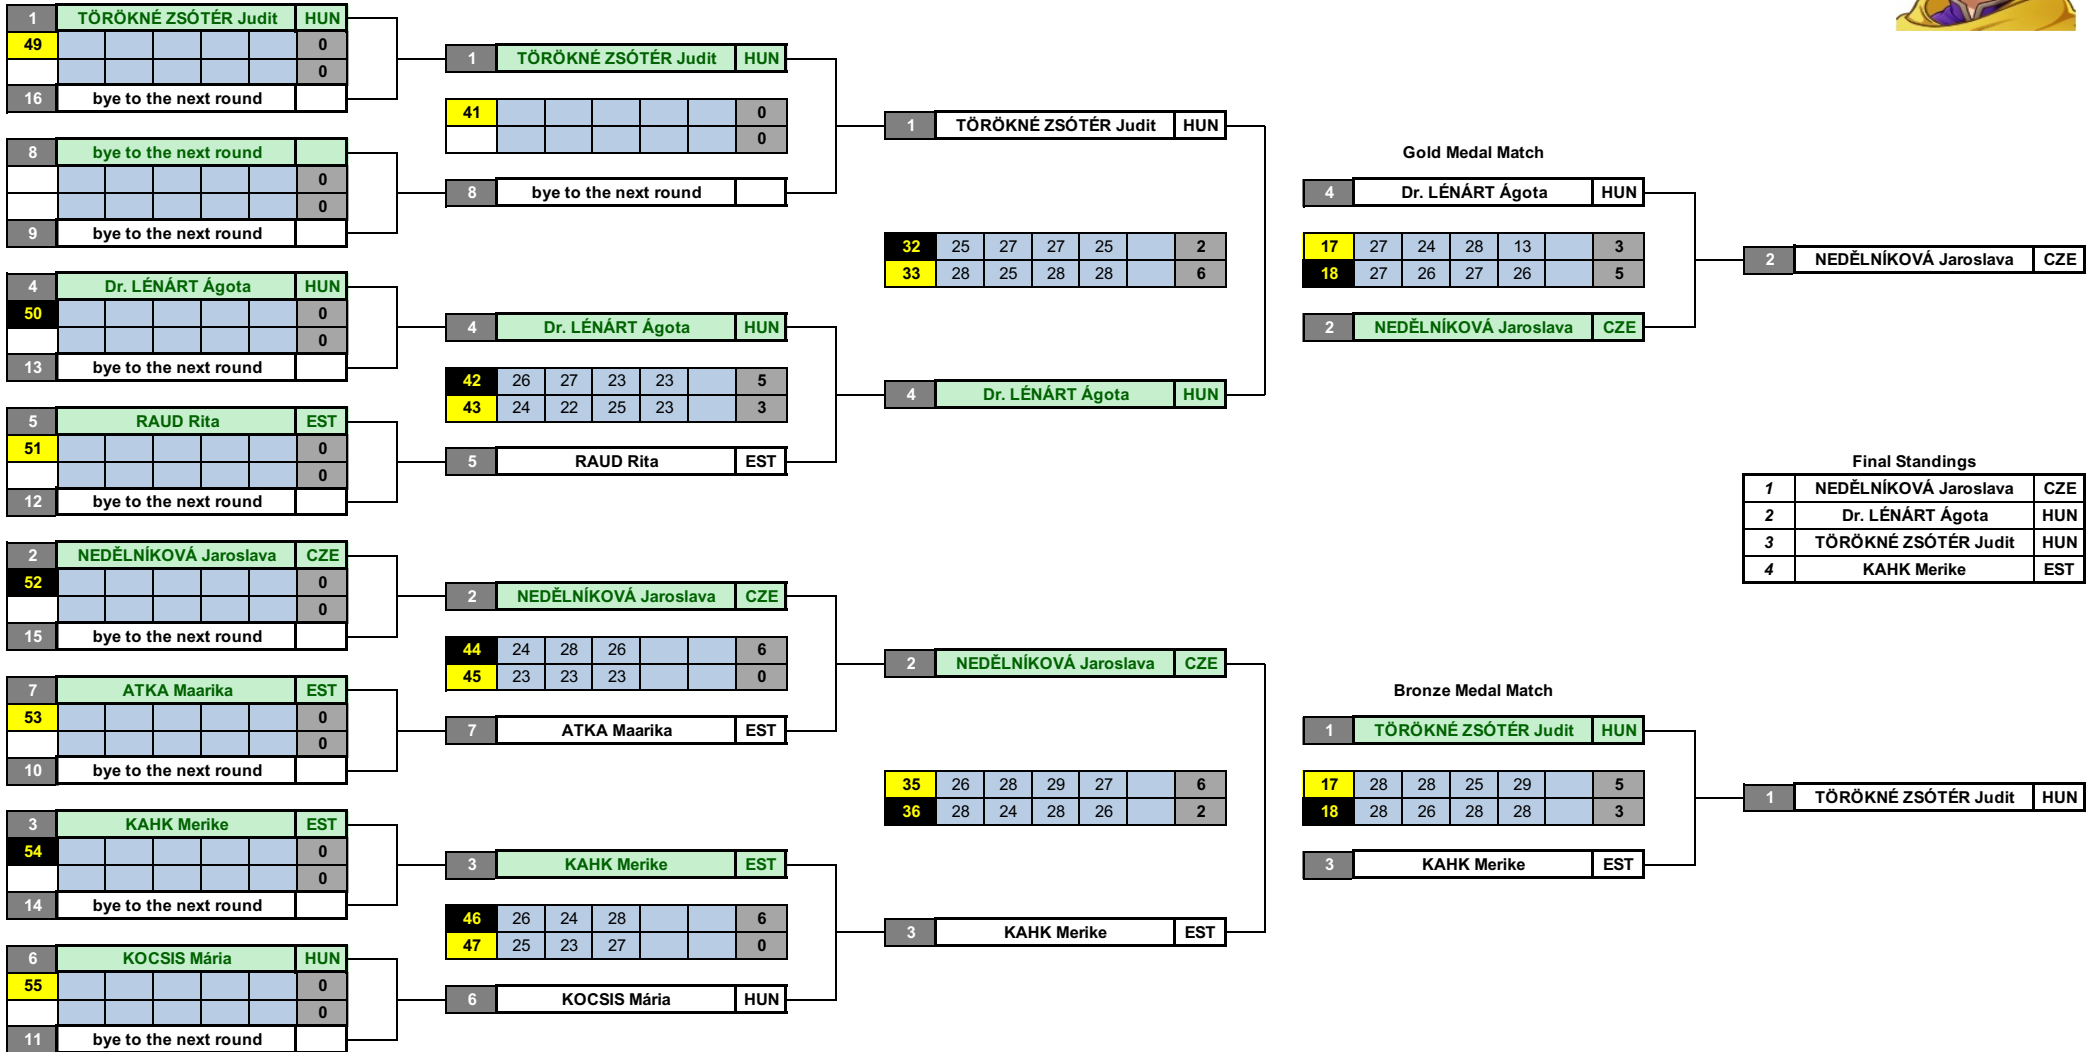 1 TÖRÖKNÉ ZSÓTÉR Judit HUN
49 0
0
16 bye to the next round
8 bye to the next round
0
0
9 bye to the next round
4 Dr. LÉNÁRT Ágota HUN
50 0
0
13 bye to the next round
5 RAUD Rita EST
51 0
0
12 bye to the next round
2 NEDĚLNÍKOVÁ Jaroslava CZE
52 0
0
15 bye to the next round
7 ATKA Maarika EST
53 0
0
10 bye to the next round
3 KAHK Merike EST
54 0
0
14 bye to the next round
6 KOCSIS Mária HUN
55 0
0
11 bye to the next round
1 TÖRÖKNÉ ZSÓTÉR Judit HUN
41 0
0
8 bye to the next round
4 Dr. LÉNÁRT Ágota HUN
42 26 27 23 23 5
43 24 22 25 23 3
5 RAUD Rita EST
2 NEDĚLNÍKOVÁ Jaroslava CZE
44 24 28 26 6
45 23 23 23 0
7 ATKA Maarika EST
3 KAHK Merike EST
46 26 24 28 6
47 25 23 27 0
6 KOCSIS Mária HUN
1 TÖRÖKNÉ ZSÓTÉR Judit HUN
32 25 27 27 25 2
33 28 25 28 28 6
4 Dr. LÉNÁRT Ágota HUN
2 NEDĚLNÍKOVÁ Jaroslava CZE
35 26 28 29 27 6
36 28 24 28 26 2
3 KAHK Merike EST
Gold Medal Match
4 Dr. LÉNÁRT Ágota HUN
17 27 24 28 13 3
18 27 26 27 26 5
2 NEDĚLNÍKOVÁ Jaroslava CZE
Bronze Medal Match
1 TÖRÖKNÉ ZSÓTÉR Judit HUN
17 28 28 25 29 5
18 28 26 28 28 3
3 KAHK Merike EST
2 NEDĚLNÍKOVÁ Jaroslava CZE
Final Standings
1 NEDĚLNÍKOVÁ Jaroslava CZE
2 Dr. LÉNÁRT Ágota HUN
3 TÖRÖKNÉ ZSÓTÉR Judit HUN
4 KAHK Merike EST
1 TÖRÖKNÉ ZSÓTÉR Judit HUN